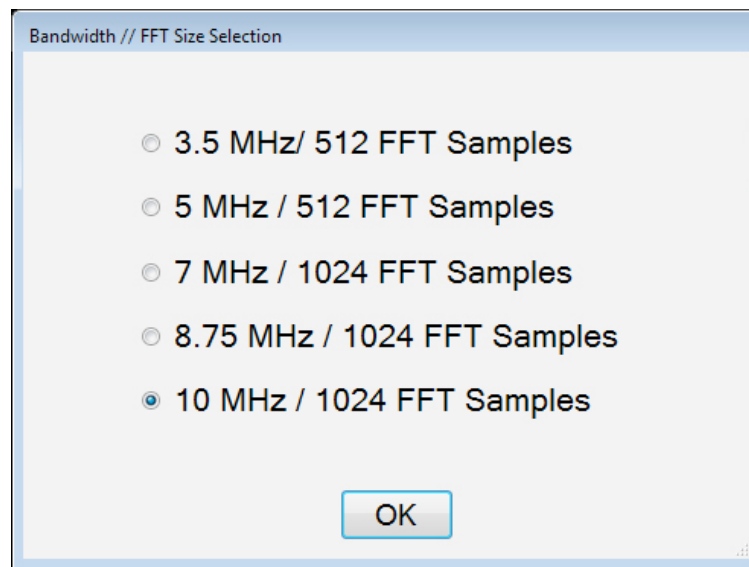 Bandwidth // FFT Size Selection
3.5 MHz/ 512 FFT Samples
5 MHz / 512 FFT Samples
7 MHz / 1024 FFT Samples
8.75 MHz / 1024 FFT Samples
10 MHz / 1024 FFT Samples
OK